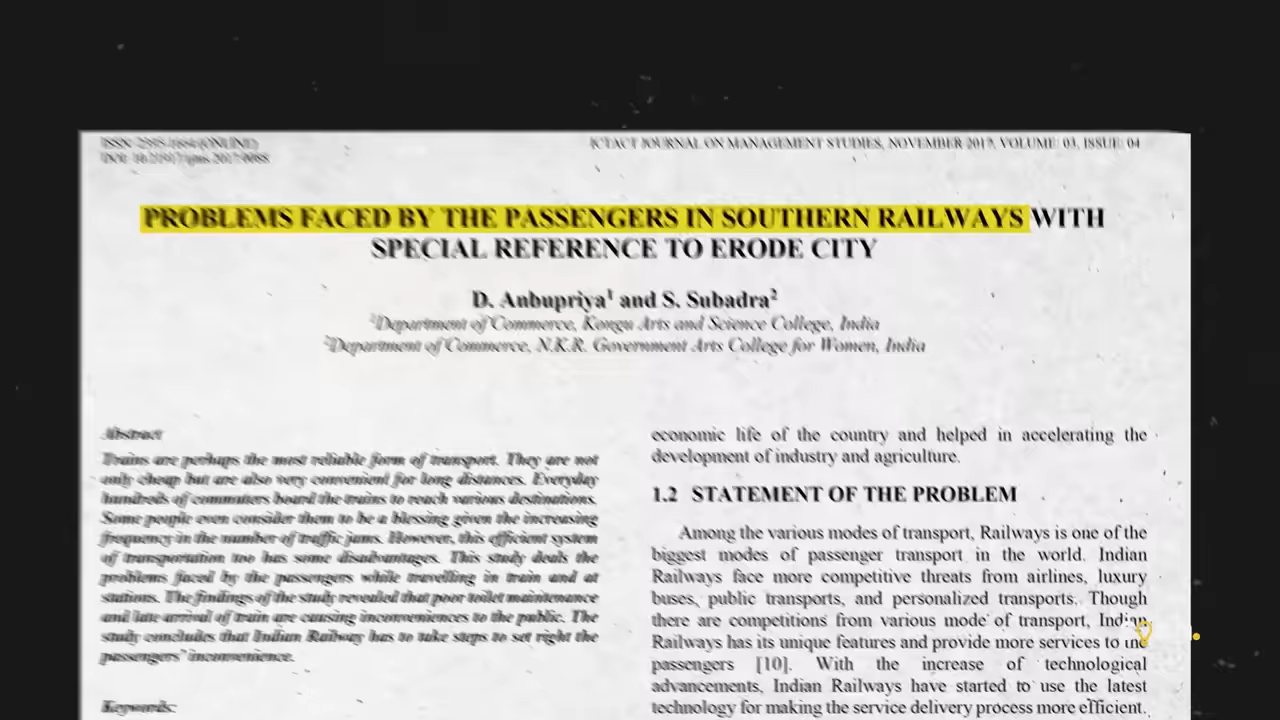 ICTACT JOURNAL ON MANAGEMENT STUDIES, NOVEMBER 2017, VOLUME: 03, ISSUE: 04
PROBLEMS FACED BY THE PASSENGERS IN SOUTHERN RAILWAYS WITH
SPECIAL REFERENCE TO ERODE CITY
D. Anbupriya¹ and S. Subadra²
¹Department of Commerce, Kongu Arts and Science College, India
²Department of Commerce, N.K.R. Government Arts College for Women, India
Abstract
Trains are perhaps the most reliable form of transport. They are not
only cheap but are also very convenient for long distances. Everyday
hundreds of commuters board the trains to reach various destinations.
Some people even consider them to be a blessing given the increasing
frequency in the number of traffic jams. However, this efficient system
of transportation too has some disadvantages. This study deals the
problems faced by the passengers while travelling in train and at
stations. The findings of the study revealed that poor toilet maintenance
and late arrival of train are causing inconveniences to the public. The
study concludes that Indian Railway has to take steps to set right the
passengers' inconvenience.
Keywords:
economic life of the country and helped in accelerating the
development of industry and agriculture.
1.2 STATEMENT OF THE PROBLEM
Among the various modes of transport, Railways is one of the
biggest modes of passenger transport in the world. Indian
Railways face more competitive threats from airlines, luxury
buses, public transports, and personalized transports. Though
there are competitions from various mode of transport, Indian
Railways has its unique features and provide more services to the
passengers [10]. With the increase of technological
advancements, Indian Railways have started to use the latest
technology for making the service delivery process more efficient.